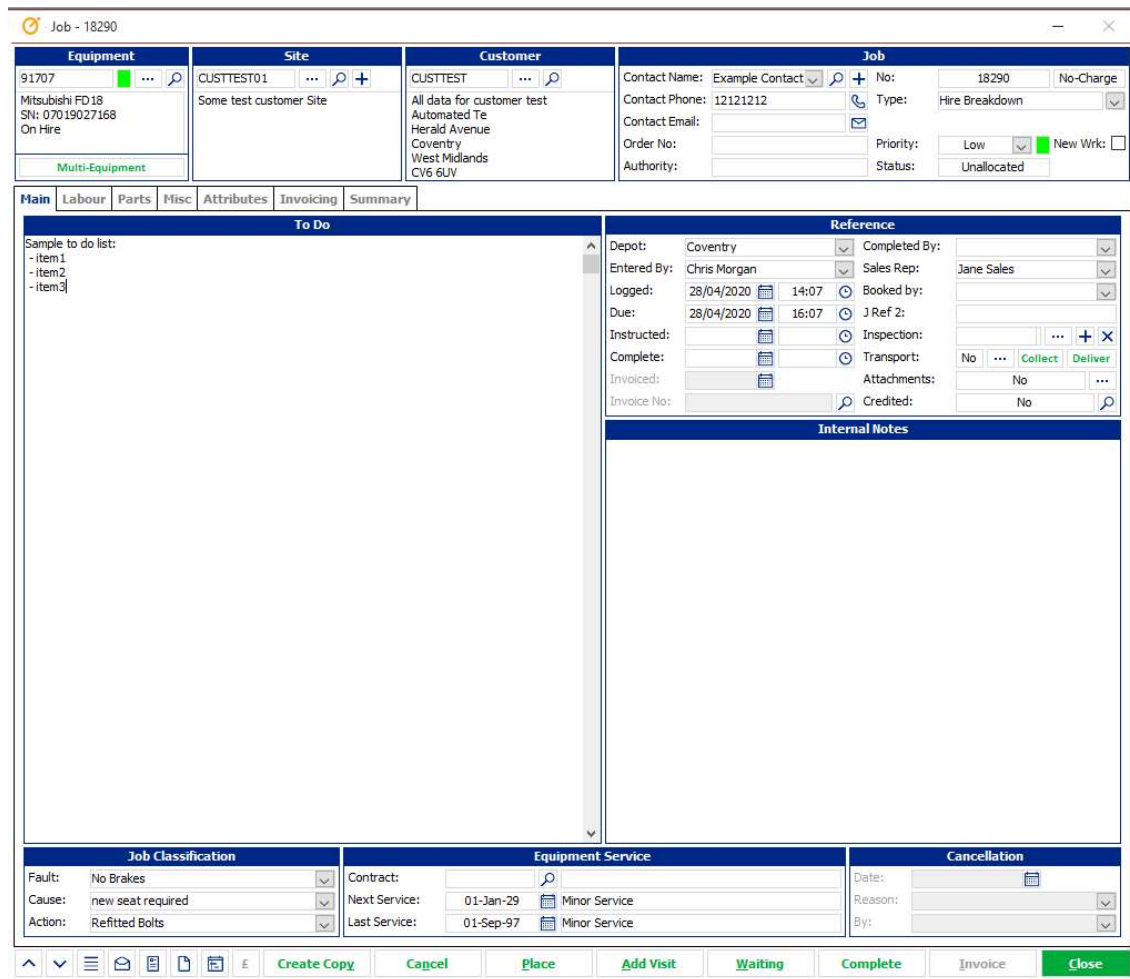 Job - 18290
Equipment
91707
Mitsubishi FD18
SN: 07019027168
On Hire
Multi-Equipment
Site
CUSTTEST01
Some test customer Site
Customer
CUSTTEST
All data for customer test
Automated Te
Herald Avenue
Coventry
West Midlands
CV6 6UV
Job
Contact Name: Example Contact
Contact Phone: 12121212
Contact Email:
Order No:
Authority:
No: 18290 No-Charge
Type: Hire Breakdown
Priority: Low New Wrk:
Status: Unallocated
Main Labour Parts Misc Attributes Invoicing Summary
To Do
Sample to do list:
- item1
- item2
- item3
Reference
Depot: Coventry
Entered By: Chris Morgan
Logged: 28/04/2020 14:07
Due: 28/04/2020 16:07
Instructed:
Complete:
Invoiced:
Invoice No:
Completed By:
Sales Rep: Jane Sales
Booked by:
J Ref 2:
Inspection:
Transport: No Collect Deliver
Attachments: No
Credited: No
Internal Notes
Job Classification
Fault: No Brakes
Cause: new seat required
Action: Refitted Bolts
Equipment Service
Contract:
Next Service: 01-Jan-29 Minor Service
Last Service: 01-Sep-97 Minor Service
Cancellation
Date:
Reason:
By:
£ Create Copy Cancel Place Add Visit Waiting Complete Invoice Close